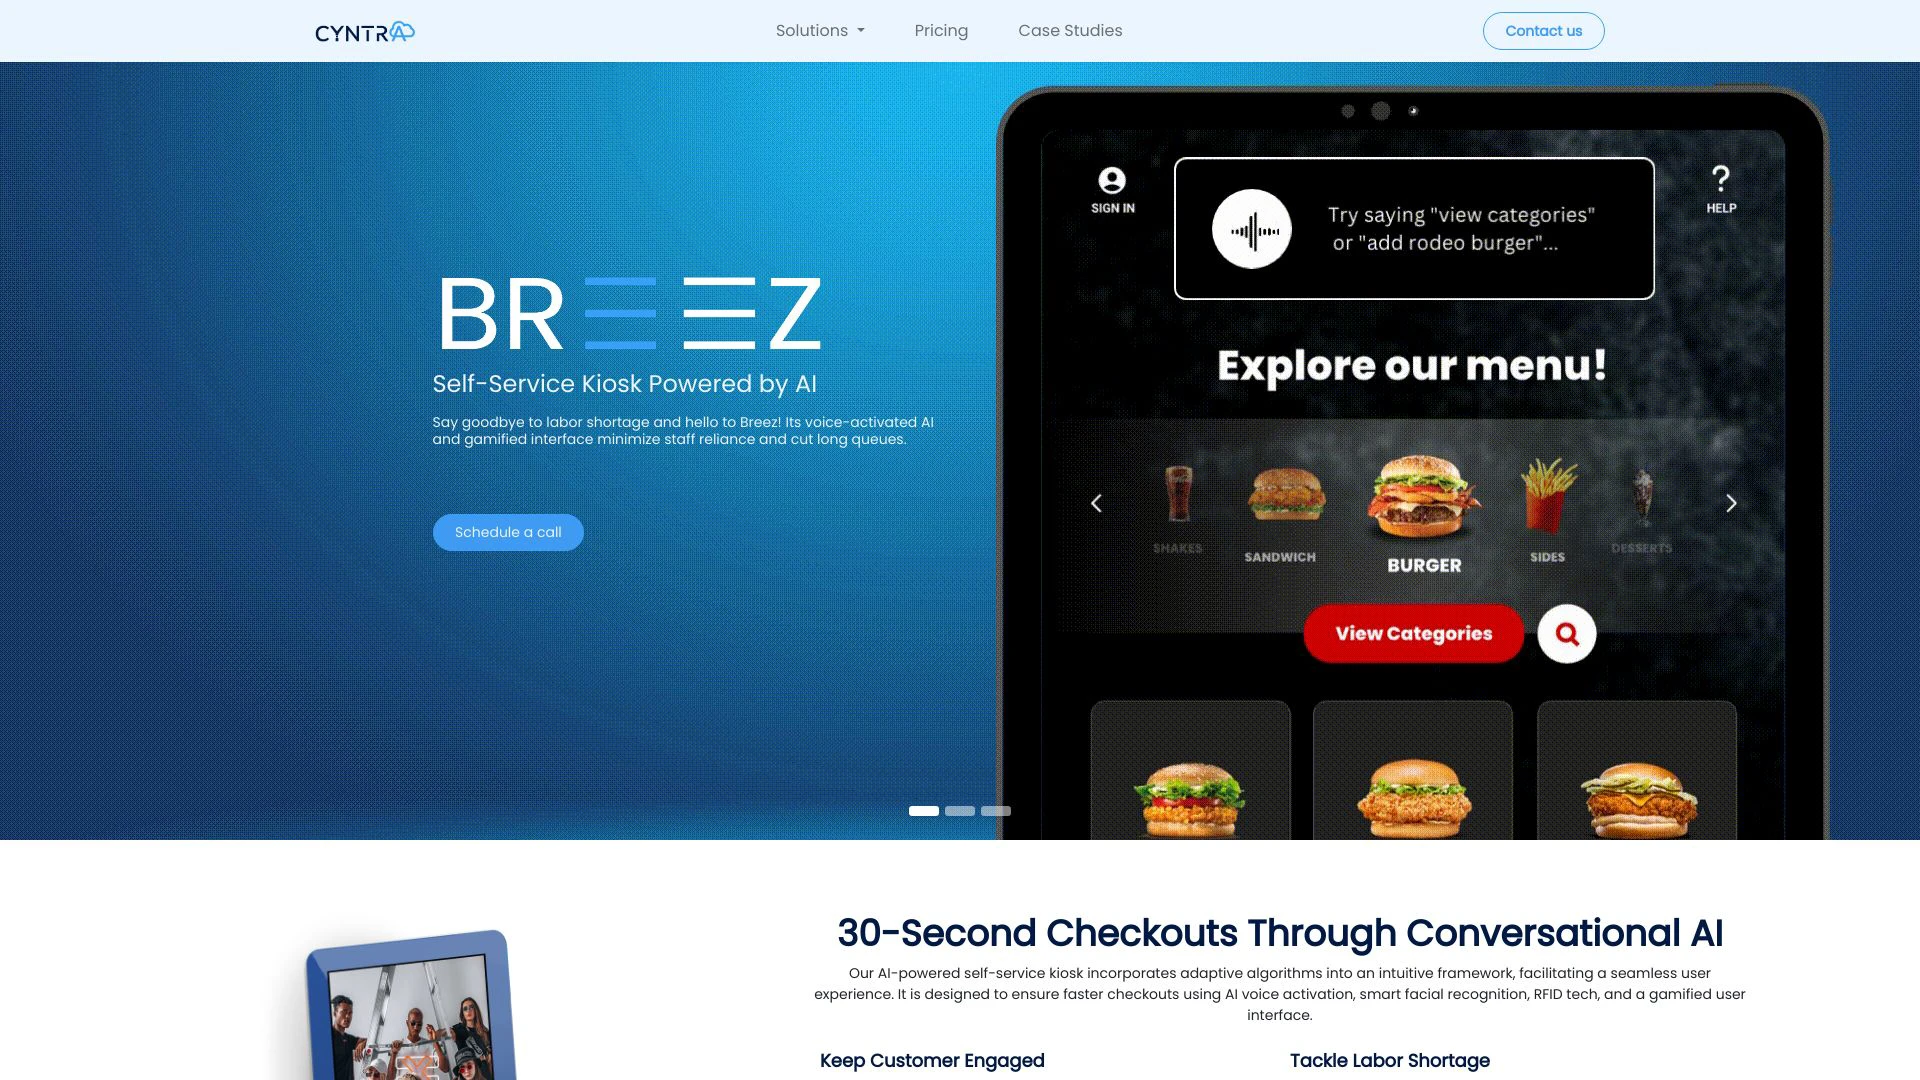 CYNTRA
Solutions
Pricing
Case Studies
Contact us
BREEZ
Self-Service Kiosk Powered by AI
Say goodbye to labor shortage and hello to Breez! Its voice-activated AI
and gamified interface minimize staff reliance and cut long queues.
Schedule a call
SIGN IN
Try saying "view categories"
or "add rodeo burger"...
HELP
Explore our menu!
SHAKES
SANDWICH
BURGER
SIDES
DESSERTS
View Categories
30-Second Checkouts Through Conversational AI
Our AI-powered self-service kiosk incorporates adaptive algorithms into an intuitive framework, facilitating a seamless user
experience. It is designed to ensure faster checkouts using AI voice activation, smart facial recognition, RFID tech, and a gamified user
interface.
Keep Customer Engaged
Tackle Labor Shortage